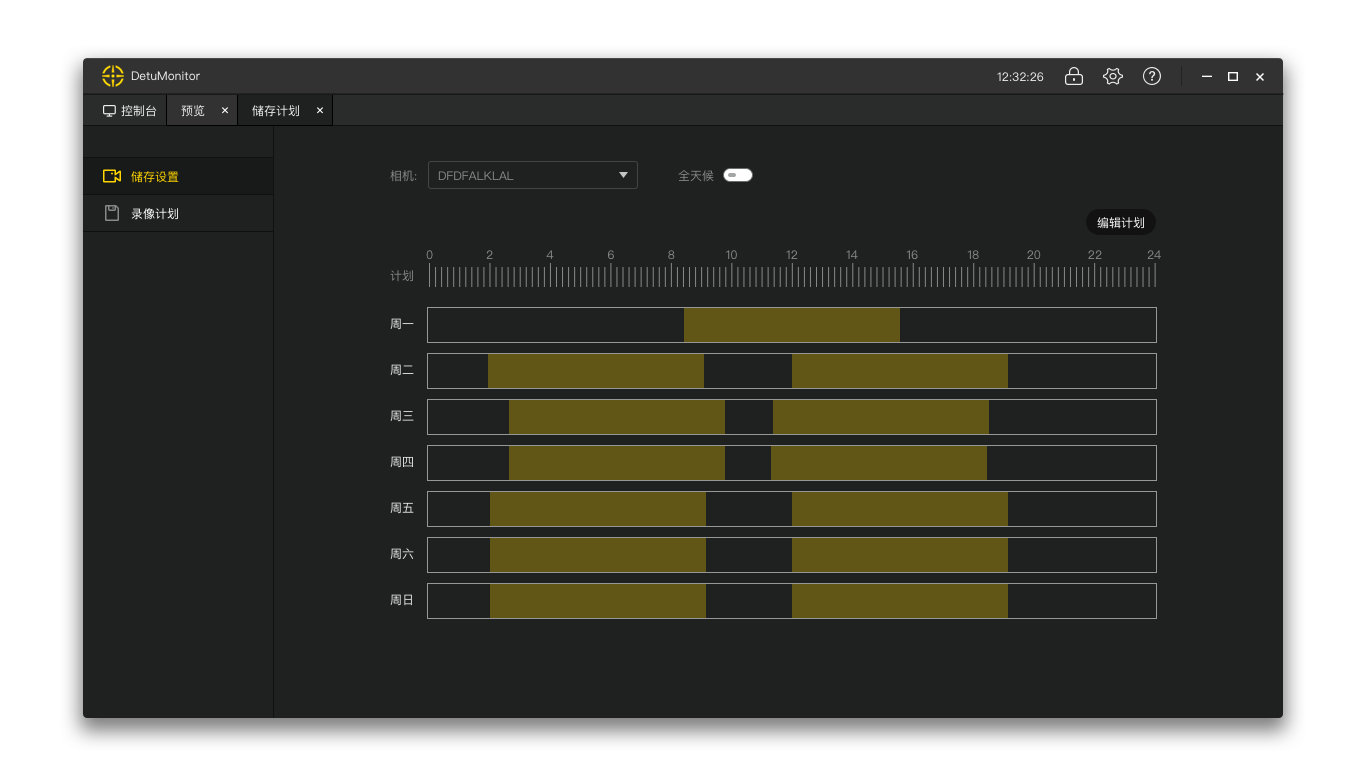 DetuMonitor 12:32:26
控制台 预览 储存计划
储存设置
录像计划
相机: DFDFALKLAL 全天候
编辑计划
0 2 4 6 8 10 12 14 16 18 20 22 24
计划
周一
周二
周三
周四
周五
周六
周日